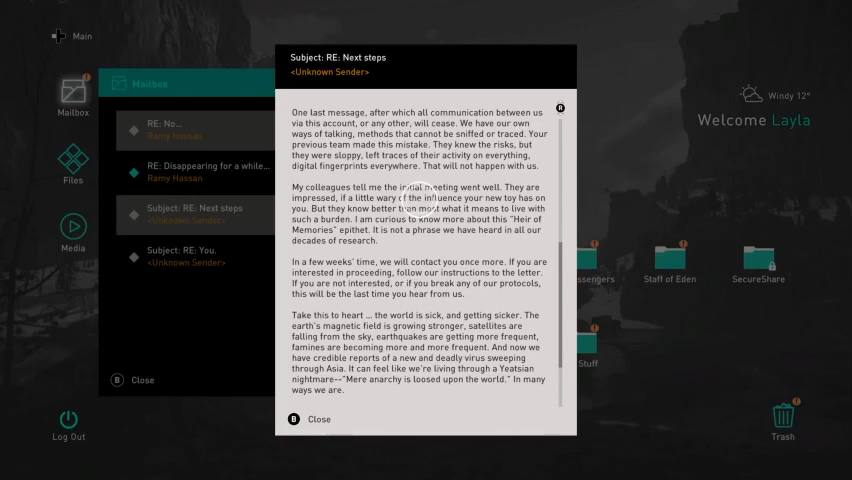 Main
Mailbox
Files
Media
Log Out
Mailbox
RE: No...
Ramy Hassan
RE: Disappearing for a while...
Ramy Hassan
Subject: RE: Next steps
<Unknown Sender>
Subject: RE: You.
<Unknown Sender>
B Close
Subject: RE: Next steps
<Unknown Sender>
R
One last message, after which all communication between us
via this account, or any other, will cease. We have our own
ways of talking, methods that cannot be sniffed or traced. Your
previous team made this mistake. They knew the risks, but
they were sloppy, left traces of their activity on everything,
digital fingerprints everywhere. That will not happen with us.
My colleagues tell me the initial meeting went well. They are
impressed, if a little wary of the influence your new toy has on
you. But they know better than most what it means to live with
such a burden. I am curious to know more about this "Heir of
Memories" epithet. It is not a phrase we have heard in all our
decades of research.
In a few weeks' time, we will contact you once more. If you are
interested in proceeding, follow our instructions to the letter.
If you are not interested, or if you break any of our protocols,
this will be the last time you hear from us.
Take this to heart ... the world is sick, and getting sicker. The
earth's magnetic field is growing stronger, satellites are
falling from the sky, earthquakes are getting more frequent,
famines are becoming more and more frequent. And now we
have credible reports of a new and deadly virus sweeping
through Asia. It can feel like we're living through a Yeatsian
nightmare--"Mere anarchy is loosed upon the world." In many
ways we are.
B Close
Windy 12°
Welcome Layla
ssengers
Staff of Eden
SecureShare
Stuff
Trash